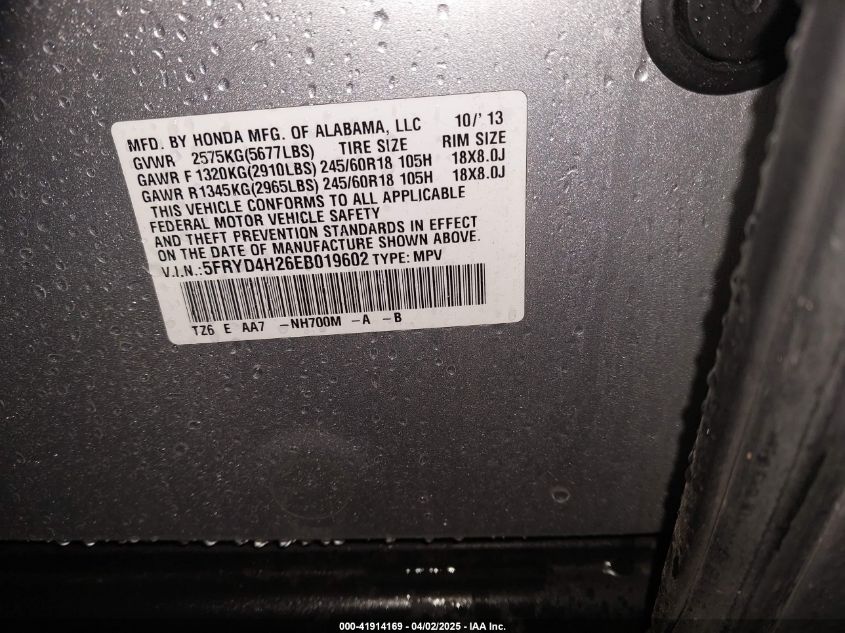 MFD. BY HONDA MFG. OF ALABAMA, LLC 10/' 13
GVWR 2575KG(5677LBS) TIRE SIZE RIM SIZE
GAWR F 1320KG(2910LBS) 245/60R18 105H 18X8.0J
GAWR R 1345KG(2965LBS) 245/60R18 105H 18X8.0J
THIS VEHICLE CONFORMS TO ALL APPLICABLE
FEDERAL MOTOR VEHICLE SAFETY
AND THEFT PREVENTION STANDARDS IN EFFECT
ON THE DATE OF MANUFACTURE SHOWN ABOVE.
V.I.N.:5FRYD4H26EB019602 TYPE: MPV
TZ6 E AA7 -NH700M -A -B
000-41914169 - 04/02/2025 - IAA Inc.